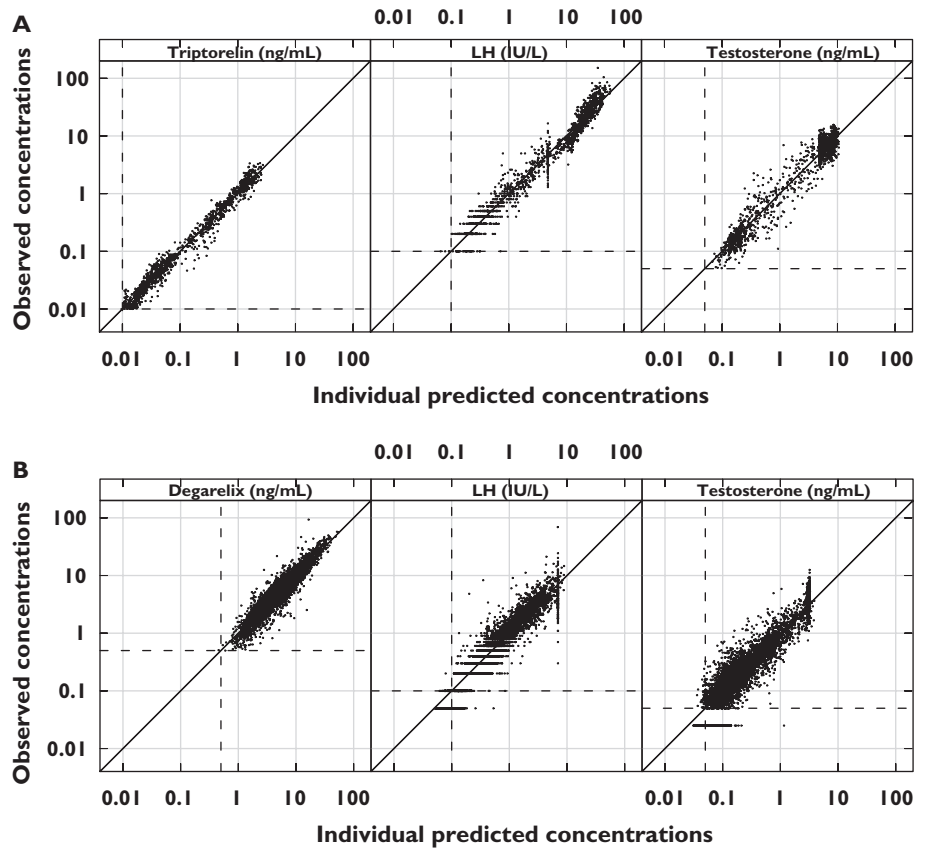 A
0.01 0.1 1 10 100
Triptorelin (ng/mL) LH (IU/L) Testosterone (ng/mL)
Observed concentrations
100
10
1
0.1
0.01
0.01 0.1 1 10 100 0.01 0.1 1 10 100
Individual predicted concentrations
B
0.01 0.1 1 10 100
Degarelix (ng/mL) LH (IU/L) Testosterone (ng/mL)
Observed concentrations
100
10
1
0.1
0.01
0.01 0.1 1 10 100 0.01 0.1 1 10 100
Individual predicted concentrations